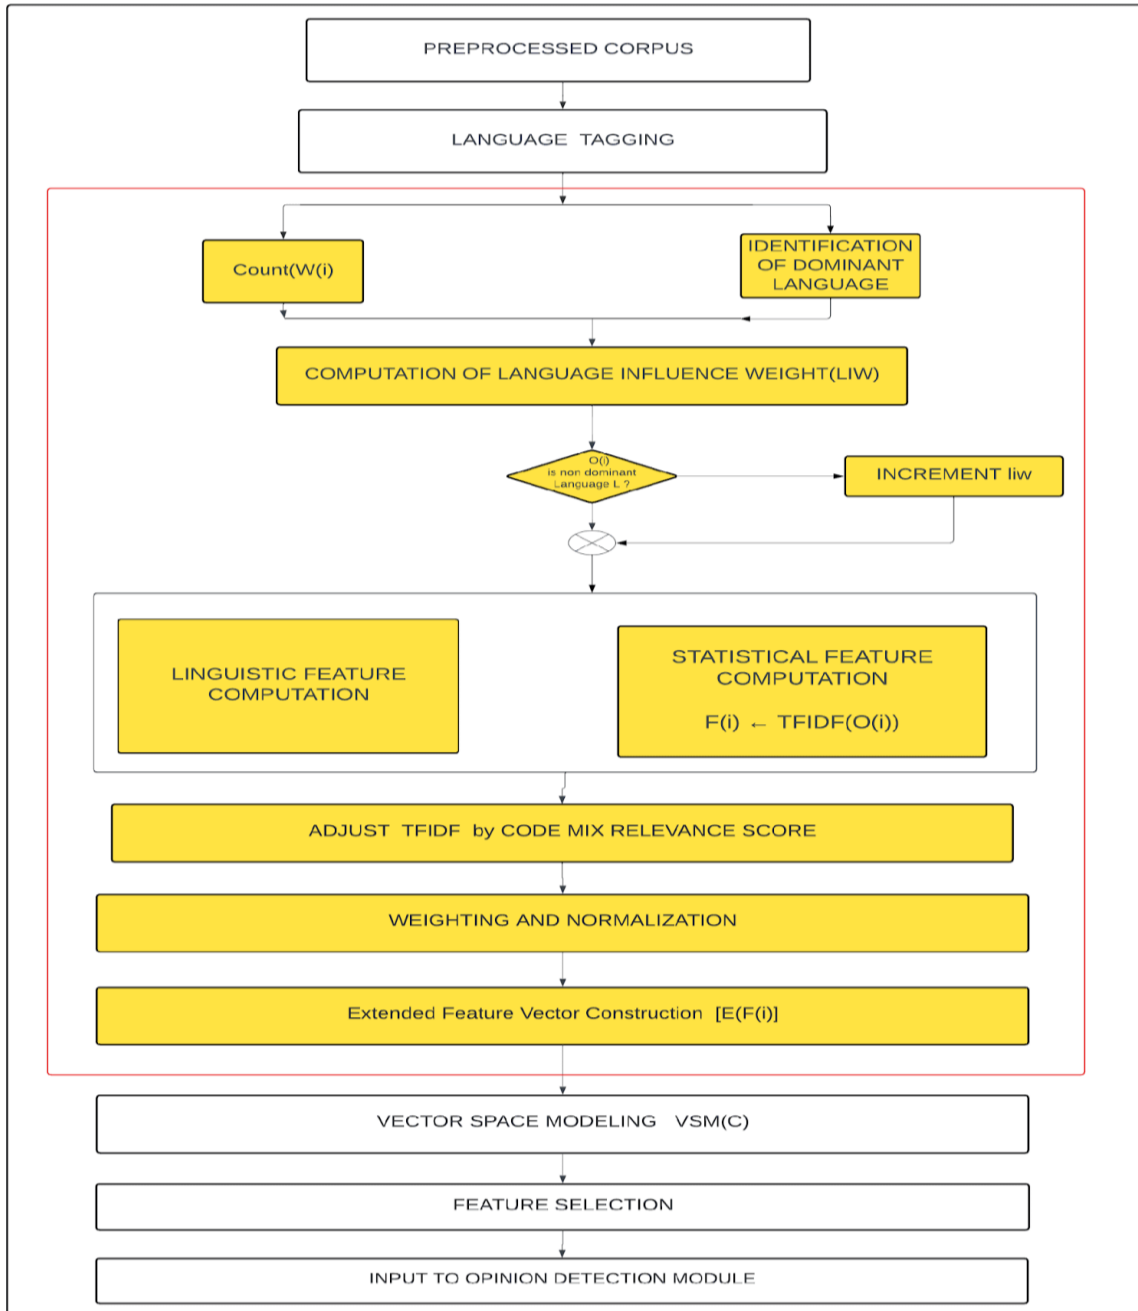 PREPROCESSED CORPUS
LANGUAGE TAGGING
Count(W(i)
IDENTIFICATION
OF DOMINANT
LANGUAGE
COMPUTATION OF LANGUAGE INFLUENCE WEIGHT(LIW)
O(i)
is non dominant
Language L ?
INCREMENT liw
LINGUISTIC FEATURE
COMPUTATION
STATISTICAL FEATURE
COMPUTATION
F(i) ← TFIDF(O(i))
ADJUST TFIDF by CODE MIX RELEVANCE SCORE
WEIGHTING AND NORMALIZATION
Extended Feature Vector Construction [E(F(i)]
VECTOR SPACE MODELING VSM(C)
FEATURE SELECTION
INPUT TO OPINION DETECTION MODULE